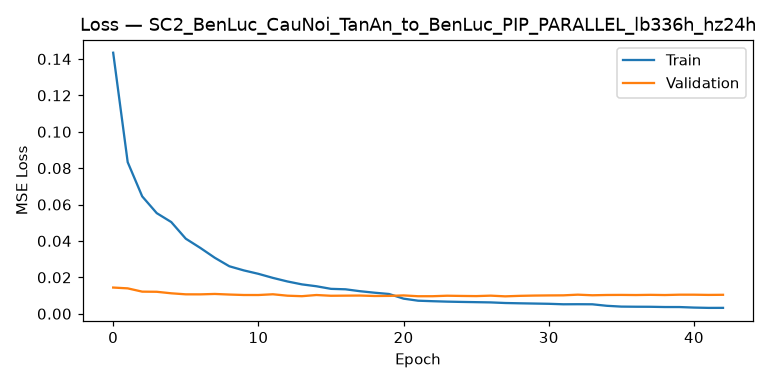 Loss — SC2_BenLuc_CauNoi_TanAn_to_BenLuc_PIP_PARALLEL_lb336h_hz24h
Train
Validation
MSE Loss
0.14
0.12
0.10
0.08
0.06
0.04
0.02
0.00
0 10 20 30 40
Epoch